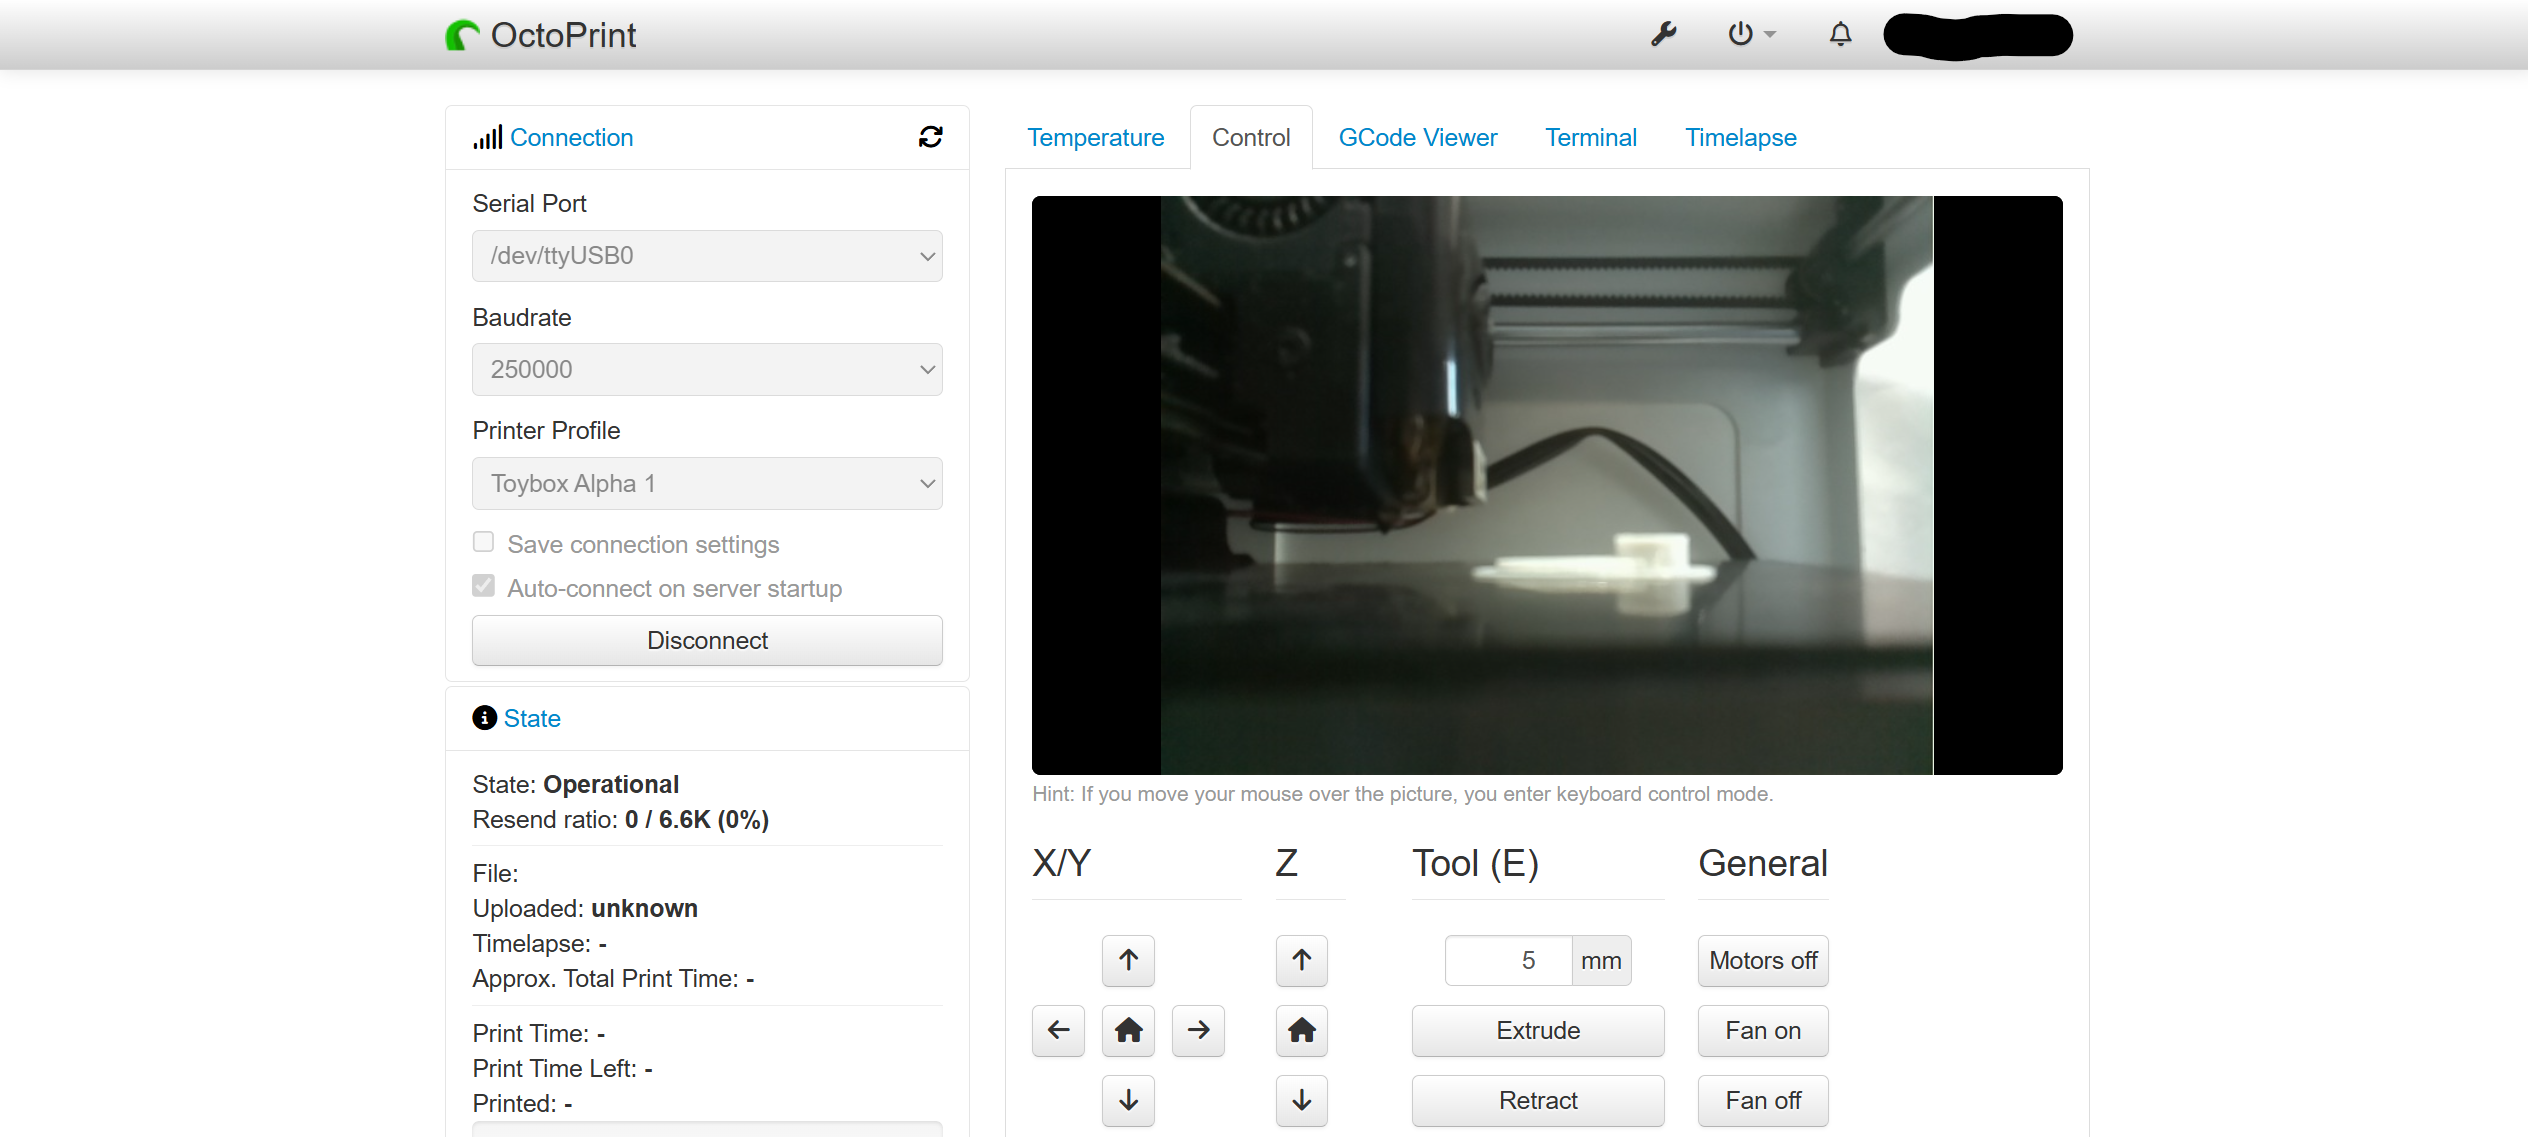 OctoPrint
Connection
Serial Port
/dev/ttyUSB0
Baudrate
250000
Printer Profile
Toybox Alpha 1
Save connection settings
Auto-connect on server startup
Disconnect
State
State: Operational
Resend ratio: 0 / 6.6K (0%)
File:
Uploaded: unknown
Timelapse: -
Approx. Total Print Time: -
Print Time: -
Print Time Left: -
Printed: -
Temperature
Control
GCode Viewer
Terminal
Timelapse
Hint: If you move your mouse over the picture, you enter keyboard control mode.
X/Y
Z
Tool (E)
General
5 mm
Motors off
Extrude
Fan on
Retract
Fan off